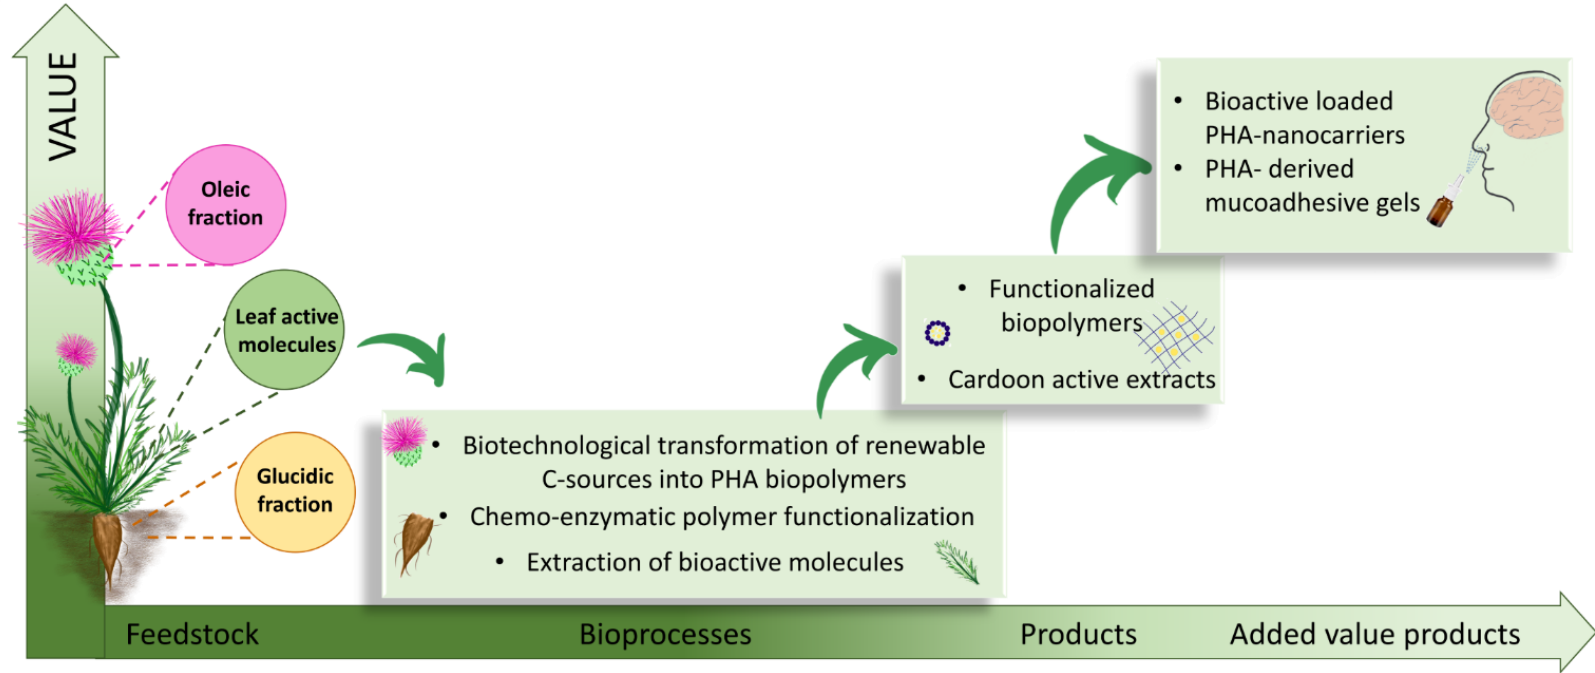 VALUE
Oleic
fraction
Leaf active
molecules
Glucidic
fraction
• Biotechnological transformation of renewable
C-sources into PHA biopolymers
• Chemo-enzymatic polymer functionalization
• Extraction of bioactive molecules
• Functionalized
biopolymers
• Cardoon active extracts
• Bioactive loaded
PHA-nanocarriers
• PHA- derived
mucoadhesive gels
Feedstock
Bioprocesses
Products
Added value products